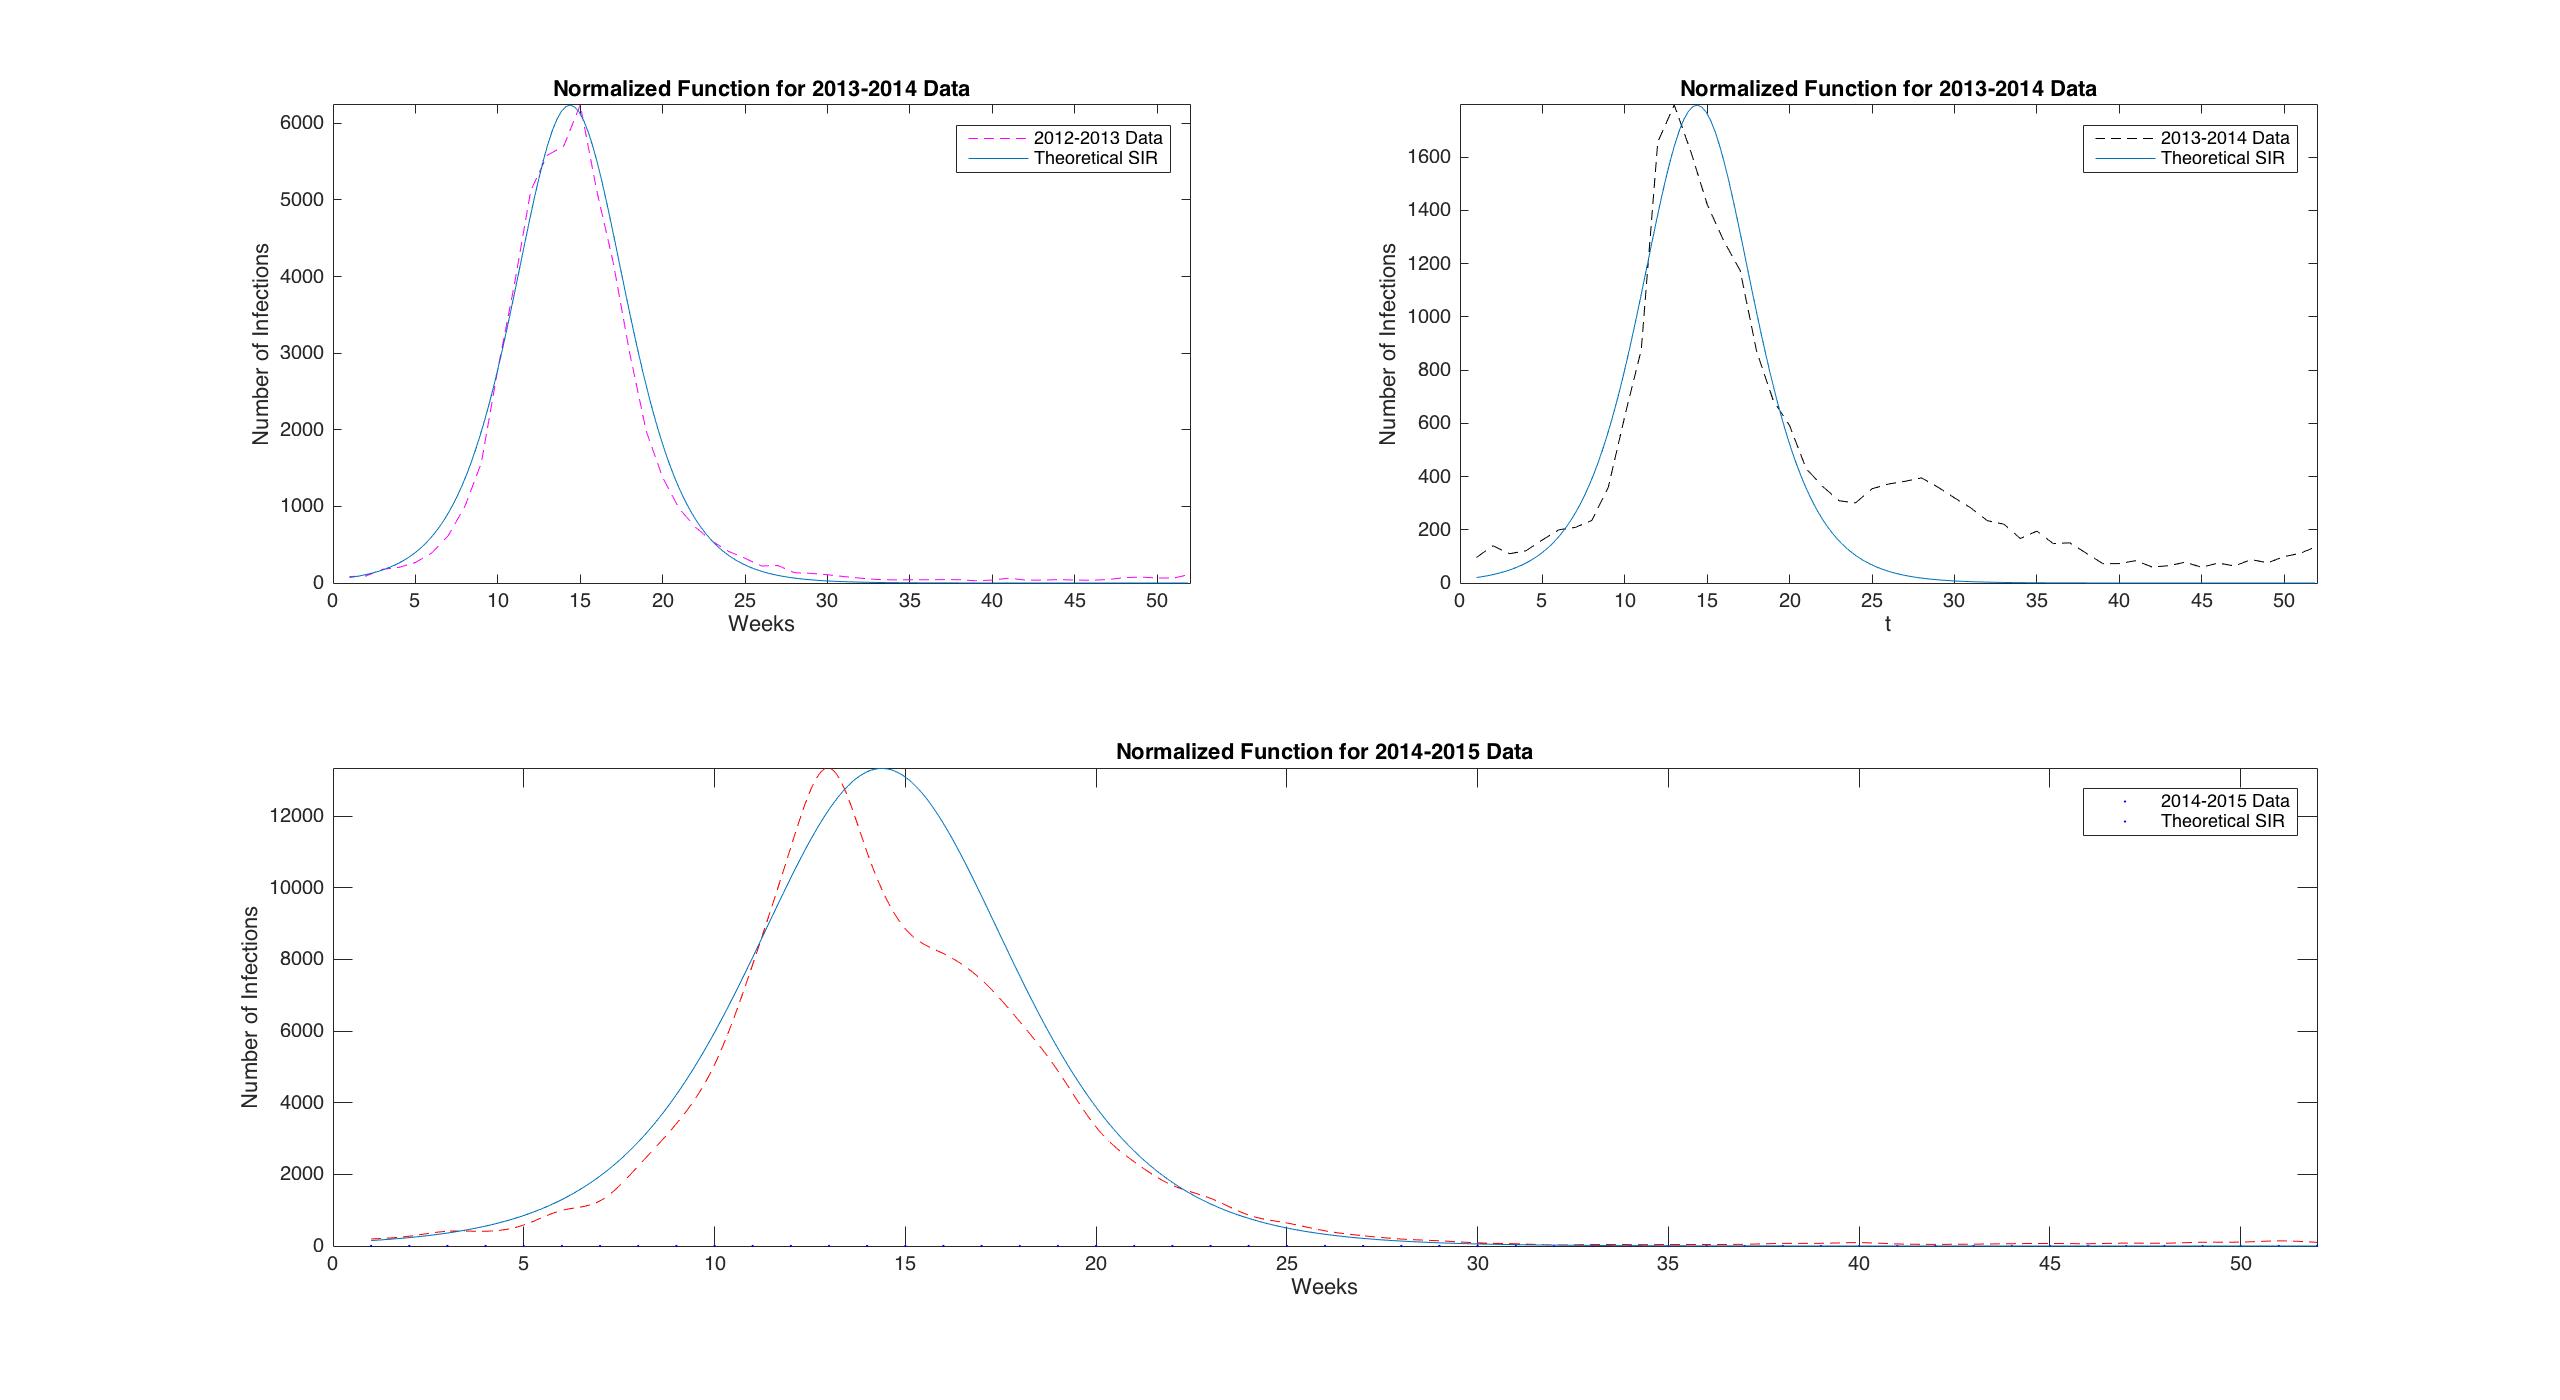 Normalized Function for 2013-2014 Data
2012-2013 Data
Theoretical SIR
6000
5000
4000
3000
2000
1000
0
Number of Infections
0 5 10 15 20 25 30 35 40 45 50
Weeks
Normalized Function for 2013-2014 Data
2013-2014 Data
Theoretical SIR
1600
1400
1200
1000
800
600
400
200
0
Number of Infections
0 5 10 15 20 25 30 35 40 45 50
t
Normalized Function for 2014-2015 Data
2014-2015 Data
Theoretical SIR
12000
10000
8000
6000
4000
2000
0
Number of Infections
0 5 10 15 20 25 30 35 40 45 50
Weeks